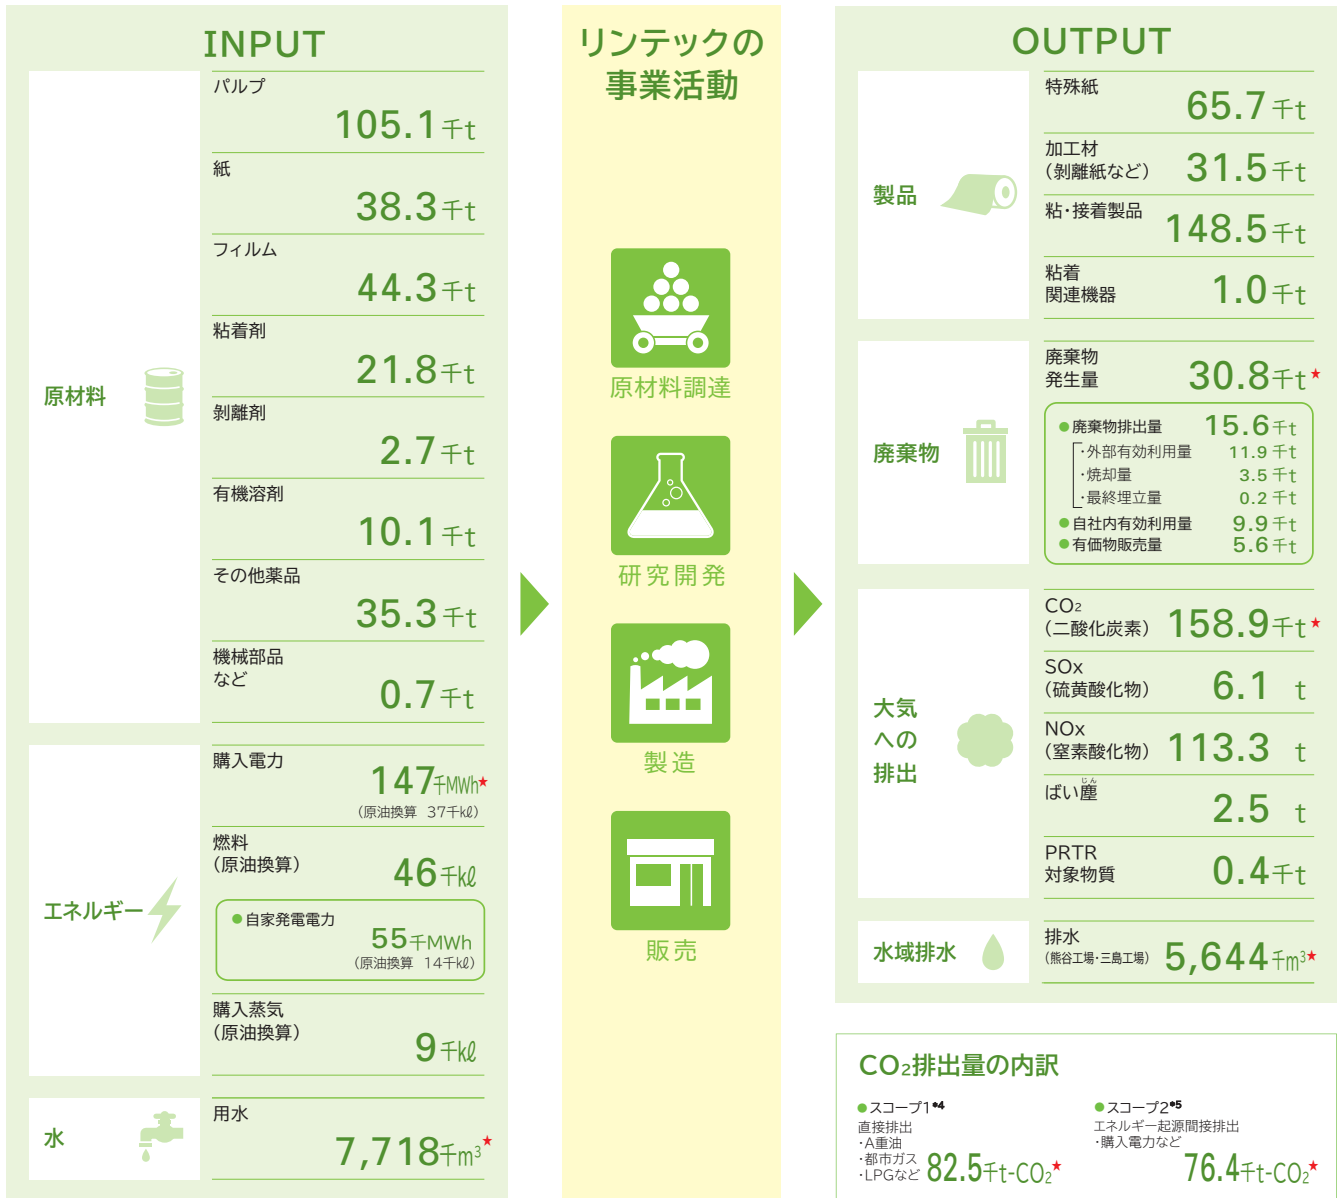 INPUT
原材料
パルプ
105.1千t
紙
38.3千t
フィルム
44.3千t
粘着剤
21.8千t
剝離剤
2.7千t
有機溶剤
10.1千t
その他薬品
35.3千t
機械部品
など
0.7千t
エネルギー
購入電力
147千MWh★
(原油換算 37千kℓ)
燃料
(原油換算)
46千kℓ
●自家発電電力
55千MWh
(原油換算 14千kℓ)
購入蒸気
(原油換算)
9千kℓ
水
用水
7,718千m³★
リンテックの
事業活動
原材料調達
研究開発
製造
販売
OUTPUT
製品
特殊紙
65.7千t
加工材
(剝離紙など)
31.5千t
粘・接着製品
148.5千t
粘着
関連機器
1.0千t
廃棄物
廃棄物
発生量
30.8千t★
●廃棄物排出量 15.6千t
・外部有効利用量 11.9千t
・焼却量 3.5千t
・最終埋立量 0.2千t
●自社内有効利用量 9.9千t
●有価物販売量 5.6千t
大気
への
排出
CO₂
(二酸化炭素)
158.9千t★
SOx
(硫黄酸化物)
6.1 t
NOx
(窒素酸化物)
113.3 t
じん
ばい塵
2.5 t
PRTR
対象物質
0.4千t
水域排水
排水
(熊谷工場・三島工場)
5,644千m³★
CO₂排出量の内訳
●スコープ1*4
直接排出
・A重油
・都市ガス
・LPGなど
82.5千t-CO₂★
●スコープ2*5
エネルギー起源間接排出
・購入電力など
76.4千t-CO₂★